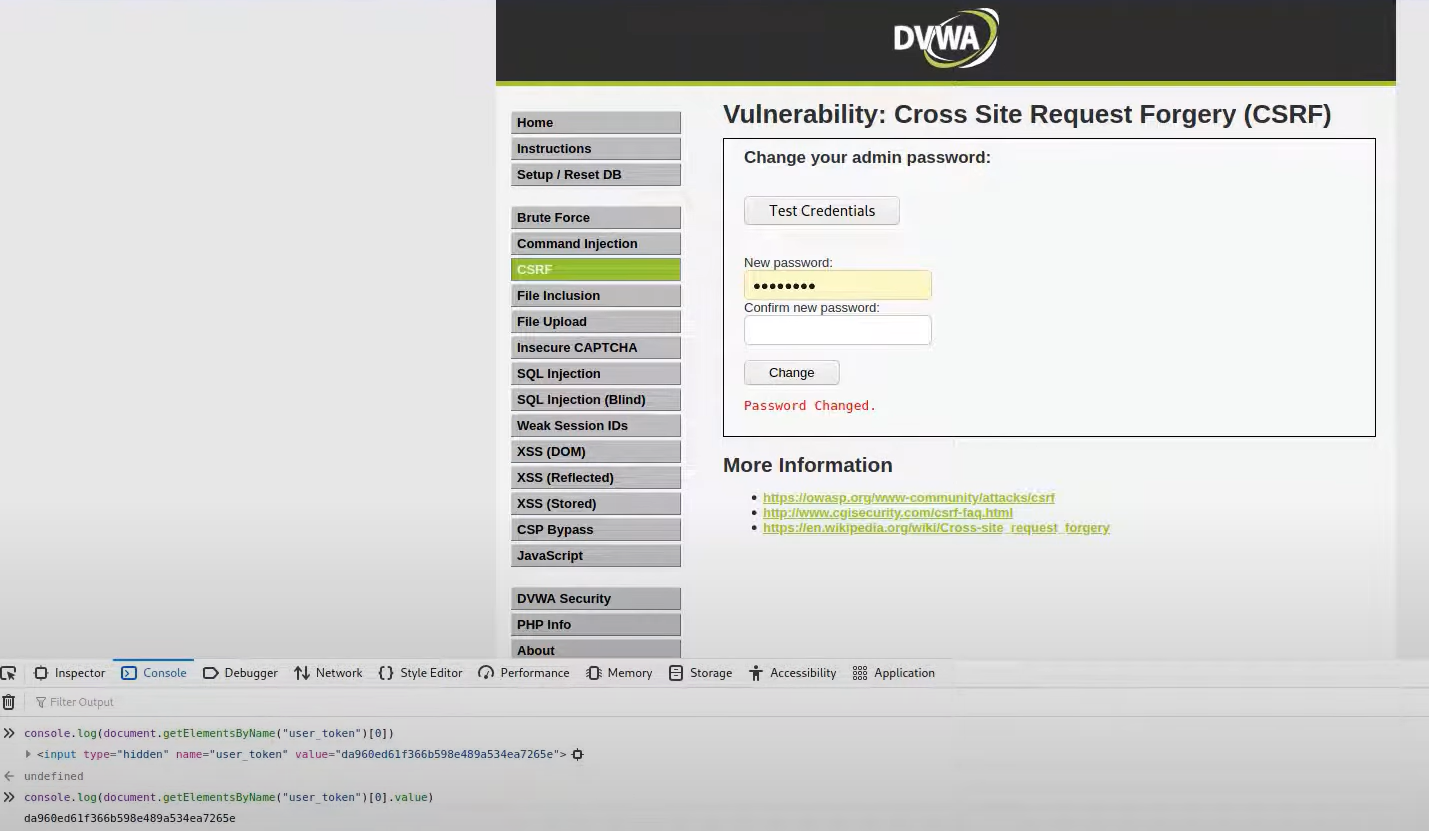 DVWA
Vulnerability: Cross Site Request Forgery (CSRF)
Home
Instructions
Setup / Reset DB
Brute Force
Command Injection
CSRF
File Inclusion
File Upload
Insecure CAPTCHA
SQL Injection
SQL Injection (Blind)
Weak Session IDs
XSS (DOM)
XSS (Reflected)
XSS (Stored)
CSP Bypass
JavaScript
DVWA Security
PHP Info
About
Change your admin password:
Test Credentials
New password:
••••••••
Confirm new password:
Change
Password Changed.
More Information
• https://owasp.org/www-community/attacks/csrf
• http://www.cgisecurity.com/csrf-faq.html
• https://en.wikipedia.org/wiki/Cross-site_request_forgery
Inspector Console Debugger Network Style Editor Performance Memory Storage Accessibility Application
Filter Output
console.log(document.getElementsByName("user_token")[0])
<input type="hidden" name="user_token" value="da960ed61f366b598e489a534ea7265e">
undefined
console.log(document.getElementsByName("user_token")[0].value)
da960ed61f366b598e489a534ea7265e